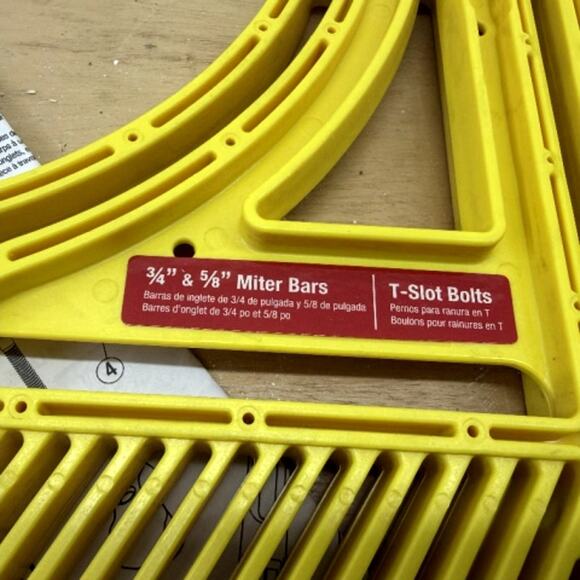 ¾” & ⅝” Miter Bars
Barras de inglete de 3/4 de pulgada y 5/8 de pulgada
Barres d'onglet de 3/4 po et 5/8 po
T-Slot Bolts
Pernos para ranura en T
Boulons pour rainures en T
4